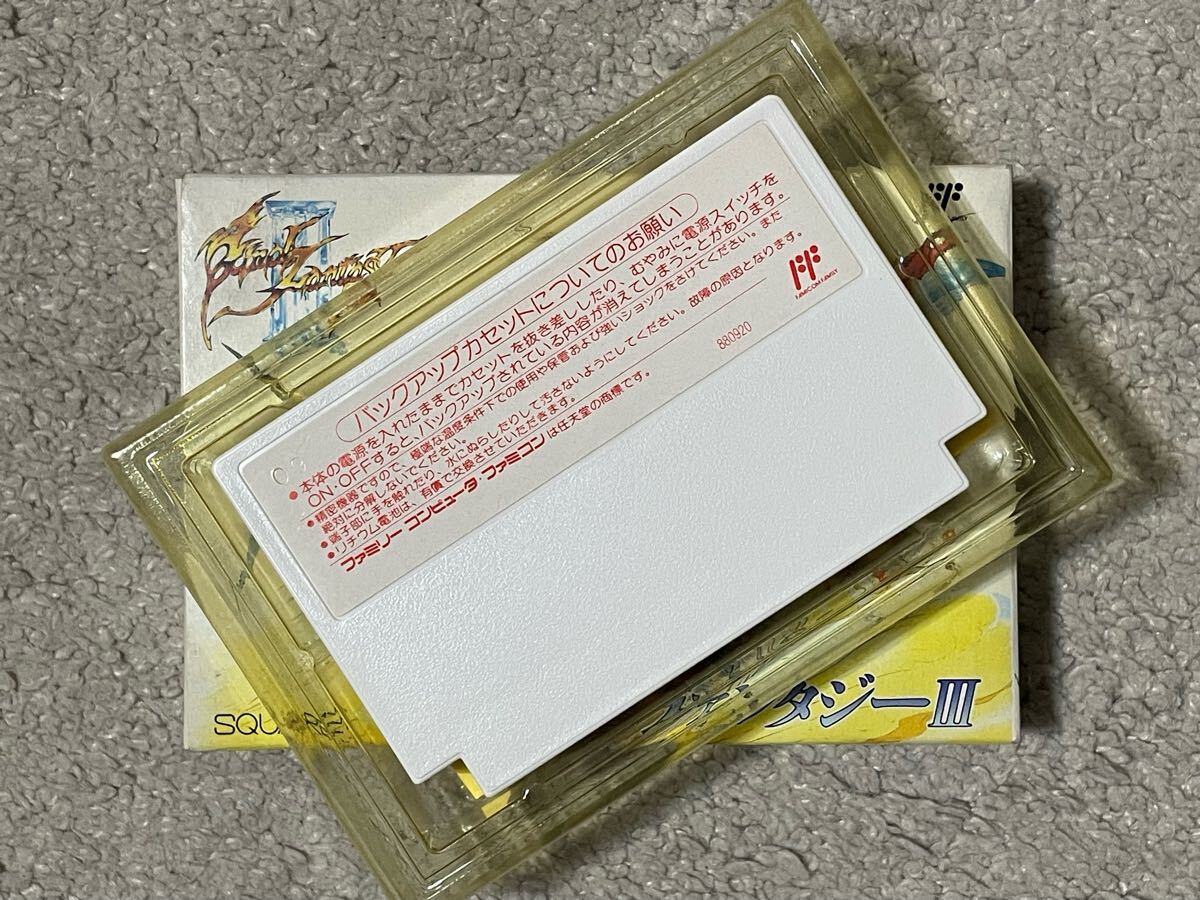 Final Fantasy
III
バックアップカセットについてのお願い
●本体の電源を入れたままでカセットを抜き差ししたり、むやみに電源スイッチを
ON・OFFすると、バックアップされている内容が消えてしまうことがあります。
●精密機器ですので、極端な温度条件下での使用や保管および強いショックをさけてください。また
絶対に分解しないでください。
●端子部に手を触れたり、水にぬらしたりして汚さないようにしてください。故障の原因となります。
●リチウム電池は、有償で交換させていただきます。
ファミリーコンピュータ・ファミコンは任天堂の商標です。
FAMICOM FAMILY
880920
SQUAR
タジーIII